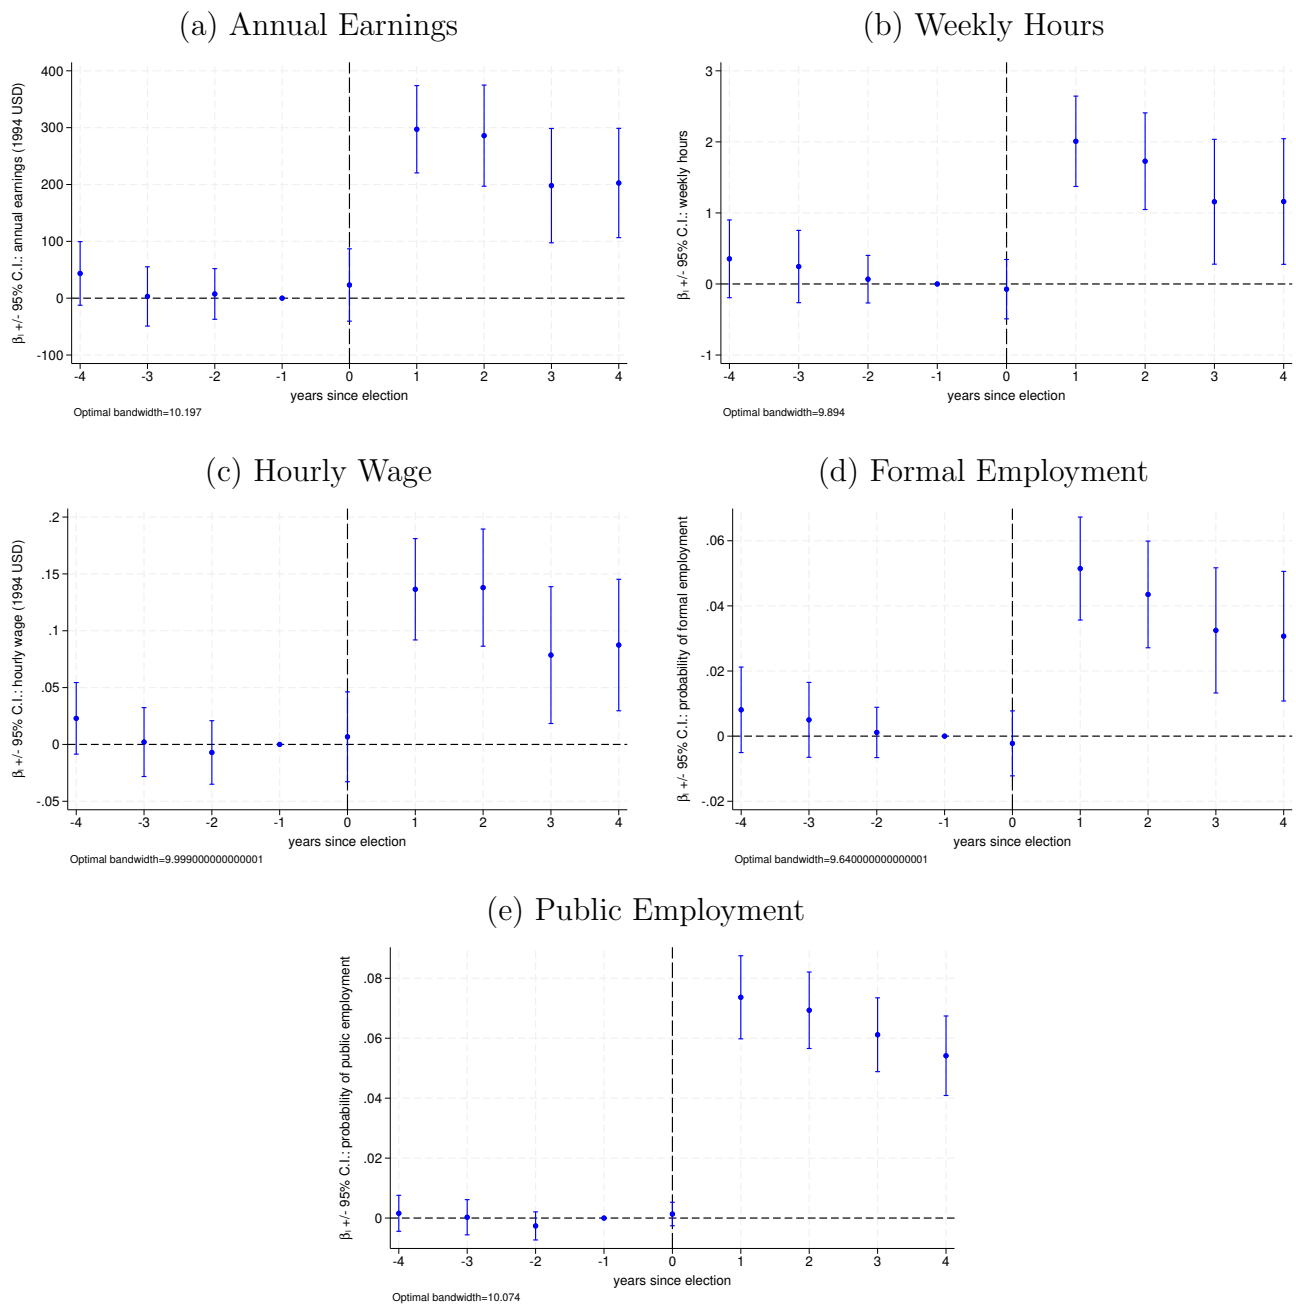 (a) Annual Earnings
β_l +/- 95% C.I.: annual earnings (1994 USD)
400
300
200
100
0
-100
-4 -3 -2 -1 0 1 2 3 4
years since election
Optimal bandwidth=10.197
(b) Weekly Hours
β_l +/- 95% C.I.: weekly hours
3
2
1
0
-1
-4 -3 -2 -1 0 1 2 3 4
years since election
Optimal bandwidth=9.894
(c) Hourly Wage
β_l +/- 95% C.I.: hourly wage (1994 USD)
.2
.15
.1
.05
0
-.05
-4 -3 -2 -1 0 1 2 3 4
years since election
Optimal bandwidth=9.999000000000001
(d) Formal Employment
β_l +/- 95% C.I.: probability of formal employment
.06
.04
.02
0
-.02
-4 -3 -2 -1 0 1 2 3 4
years since election
Optimal bandwidth=9.640000000000001
(e) Public Employment
β_l +/- 95% C.I.: probability of public employment
.08
.06
.04
.02
0
-4 -3 -2 -1 0 1 2 3 4
years since election
Optimal bandwidth=10.074